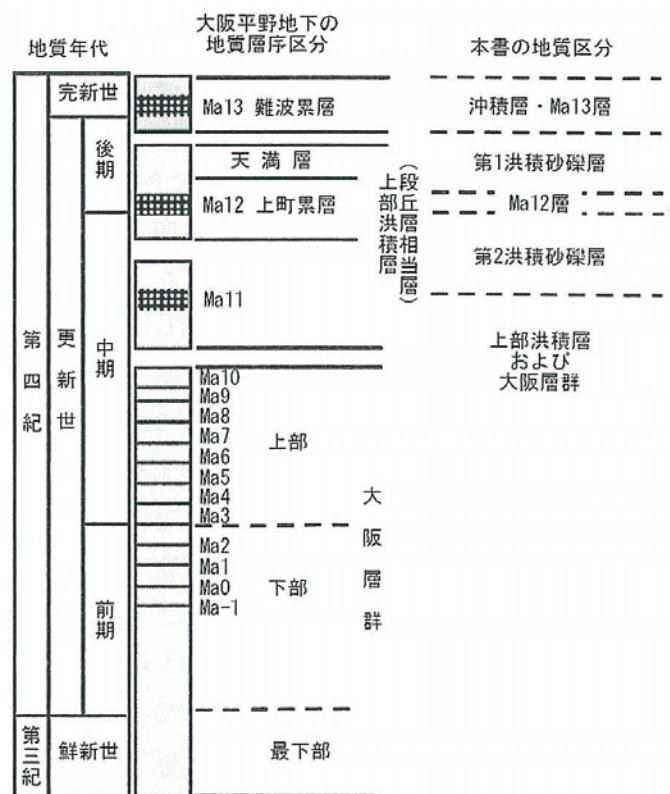 大阪平野地下の
地質年代
地質層序区分
本書の地質区分
完新世
Ma13 難波累層
沖積層・Ma13層
後期
天満層
第1洪積砂礫層
Ma12 上町累層
上部洪積層
(段丘層相当層)
Ma12層
第2洪積砂礫層
Ma11
第四紀
更新世
中期
上部洪積層
および
大阪層群
Ma10
Ma9
Ma8
Ma7
上部
Ma6
Ma5
Ma4
Ma3
大阪層群
Ma2
Ma1
Ma0
下部
Ma-1
前期
第三紀
鮮新世
最下部